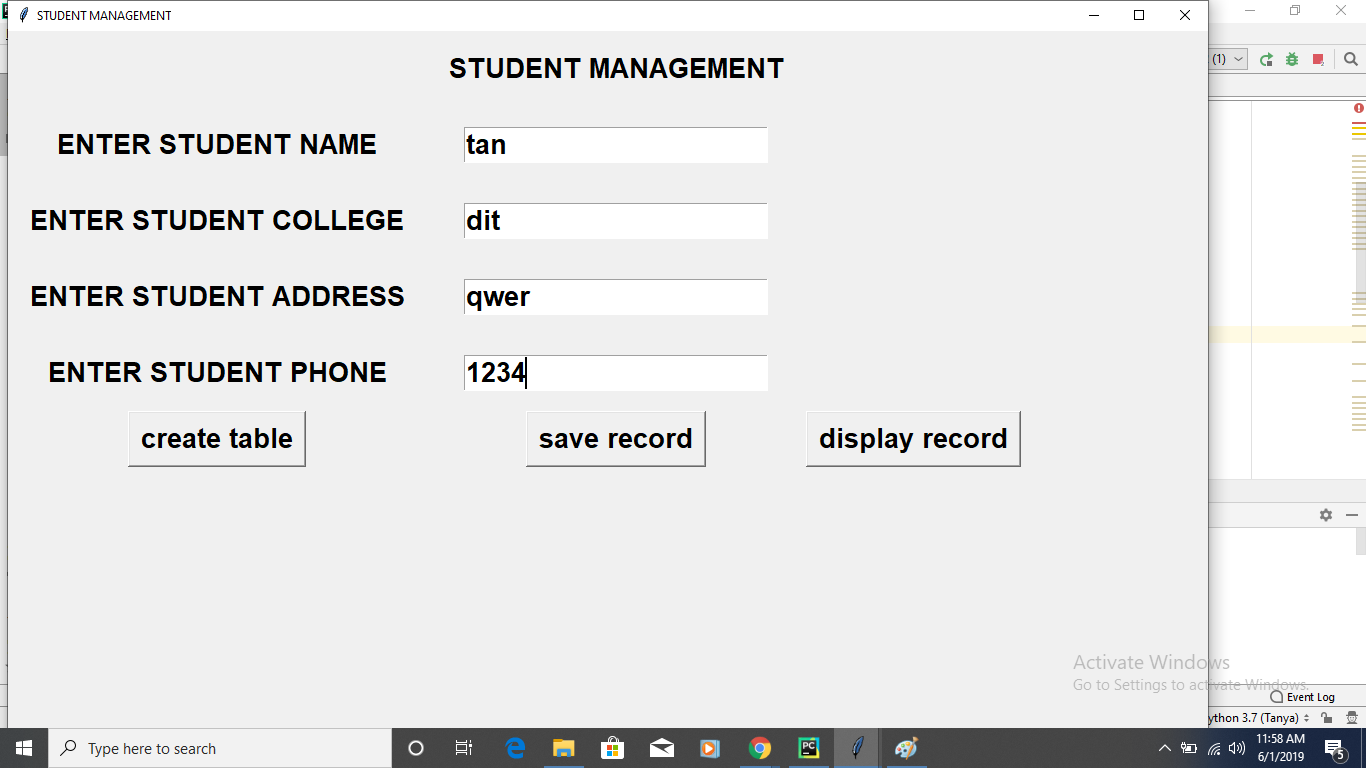 STUDENT MANAGEMENT
(1)
STUDENT MANAGEMENT
ENTER STUDENT NAME tan
ENTER STUDENT COLLEGE dit
ENTER STUDENT ADDRESS qwer
ENTER STUDENT PHONE 1234
create table save record display record
Activate Windows
Go to Settings to activate Windows.
Event Log
ython 3.7 (Tanya)
Type here to search
PC
11:58 AM
6/1/2019
5